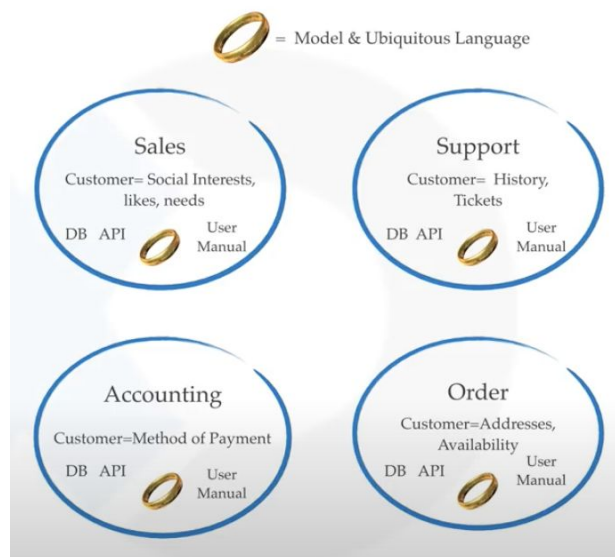 = Model & Ubiquitous Language
Sales
Customer= Social Interests,
likes, needs
DB API
User
Manual
Support
Customer= History,
Tickets
DB API
User
Manual
Accounting
Customer=Method of Payment
DB API
User
Manual
Order
Customer=Addresses,
Availability
DB API
User
Manual